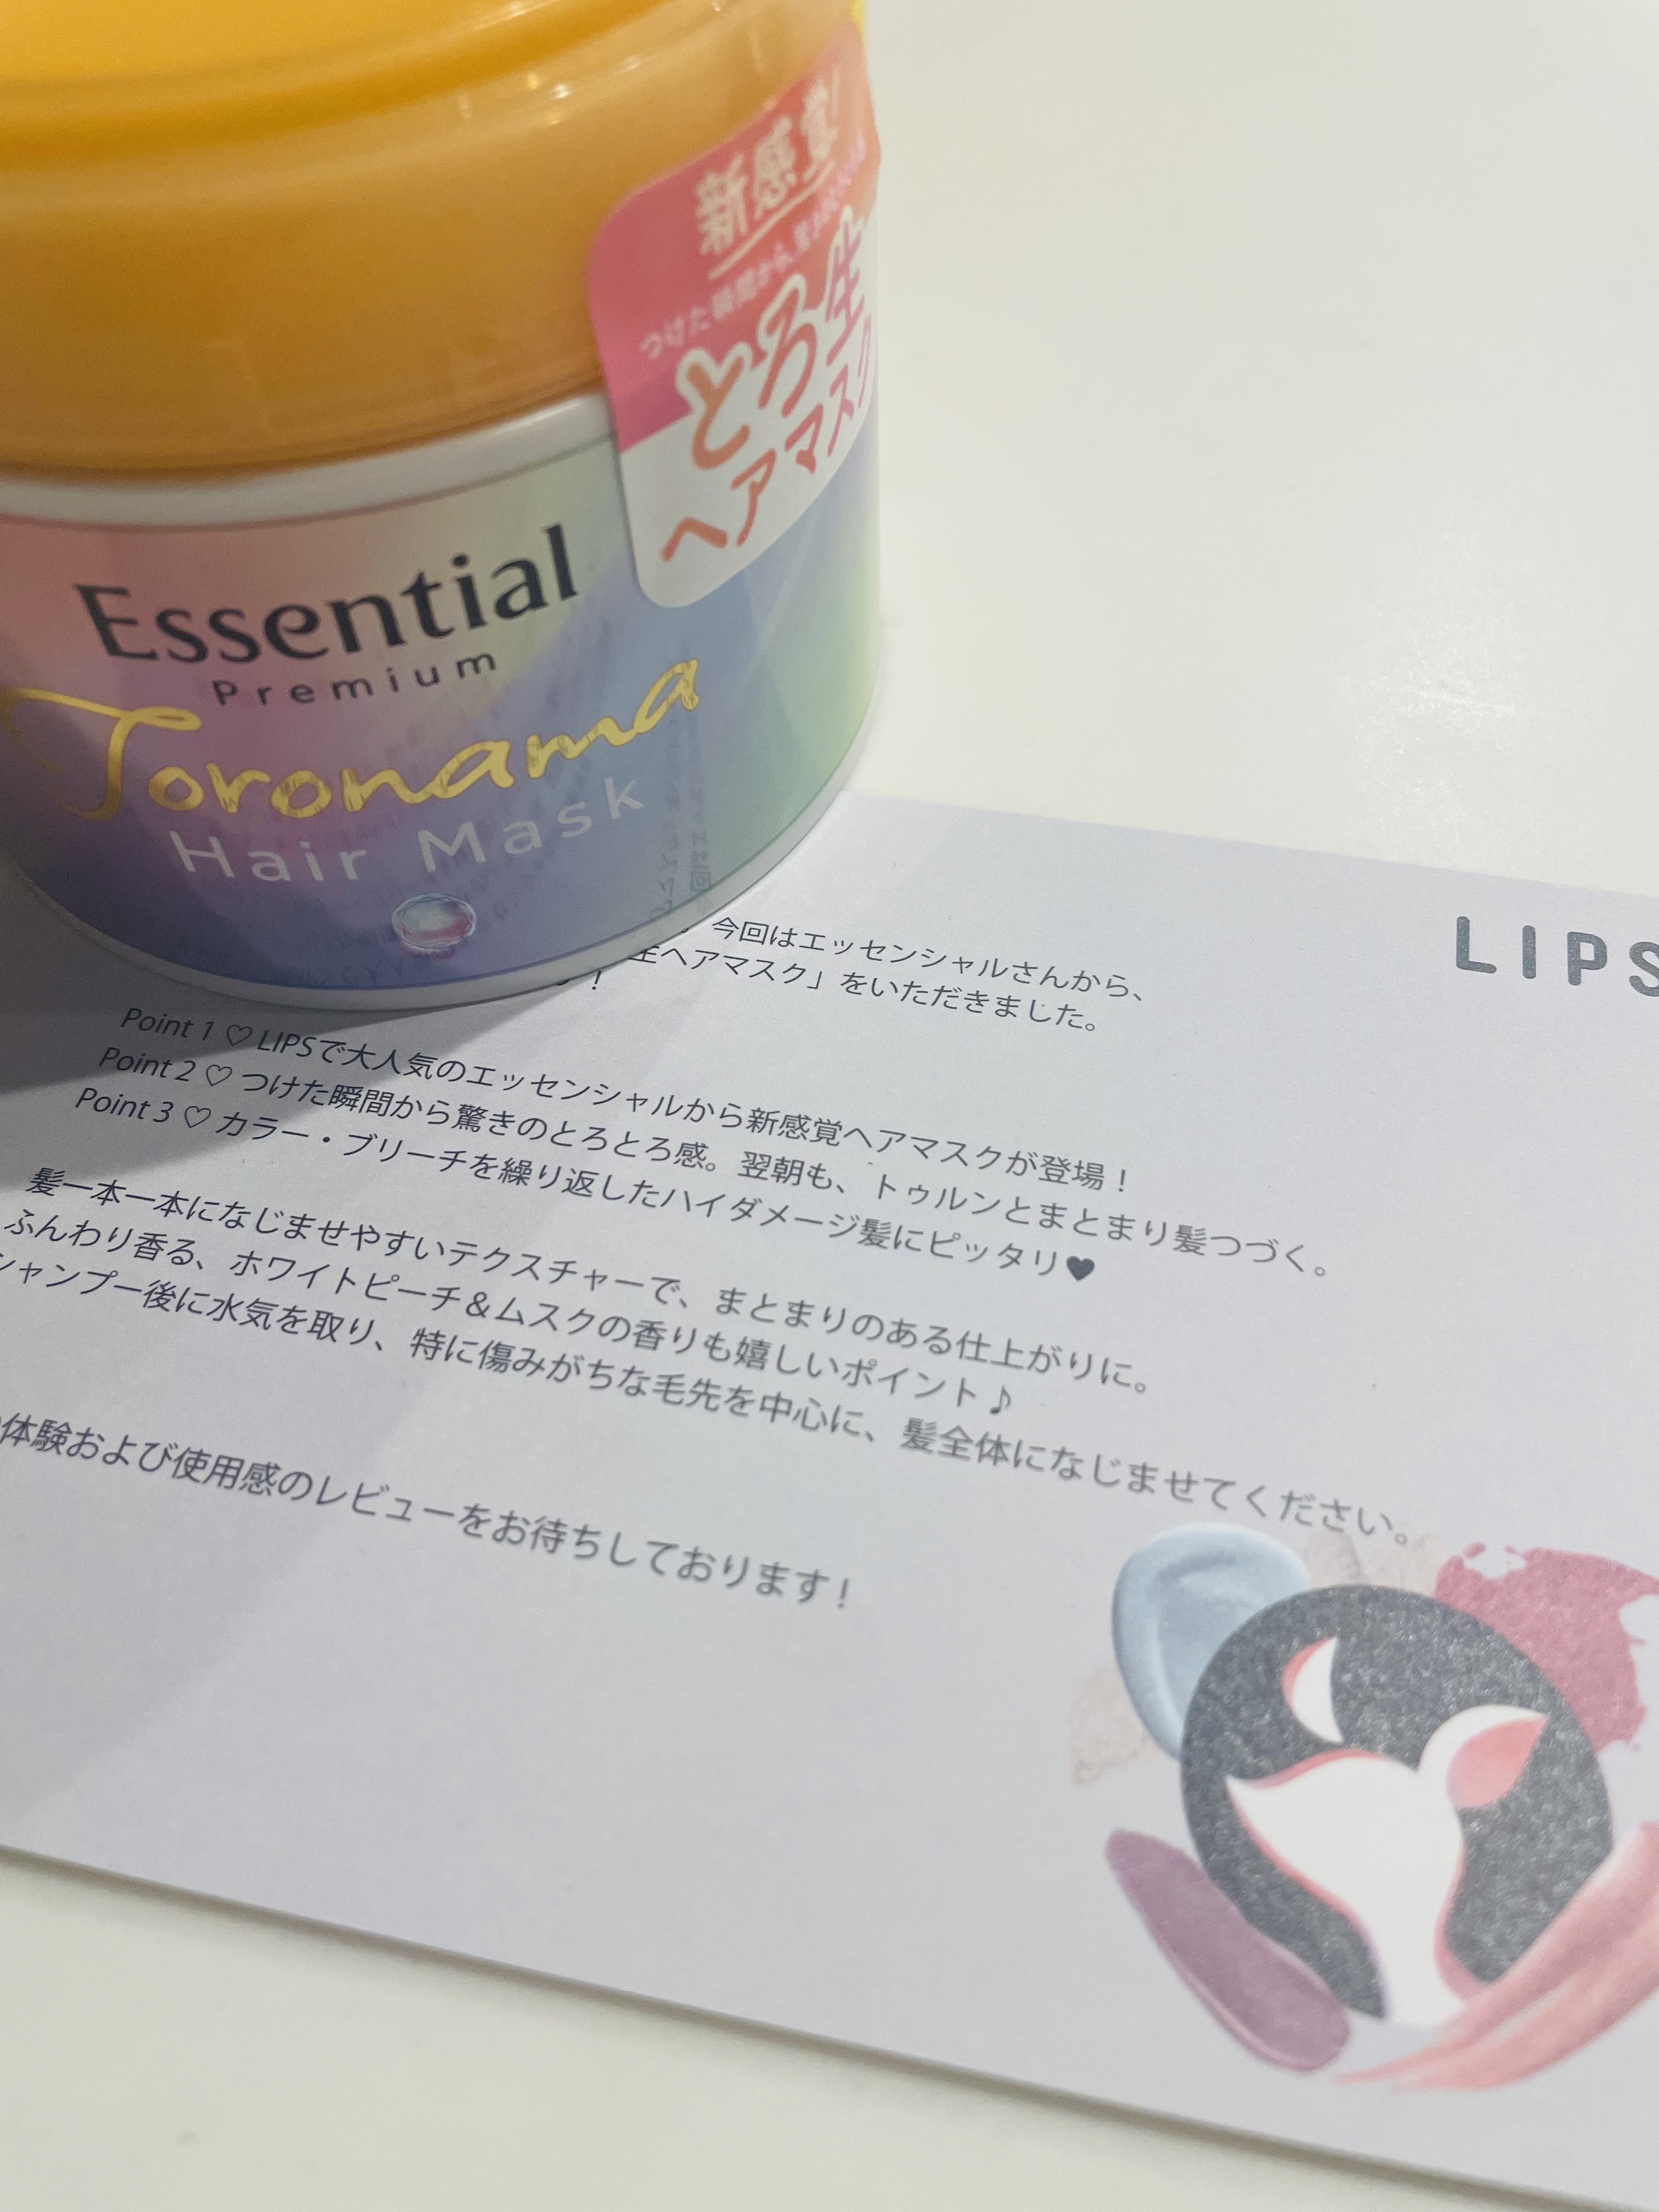 新感覚
つけた瞬間から、
とろ生
ヘアマスク
Essential
Premium
Toronama
Hair Mask
LIPS
今回はエッセンシャルさんから、
生ヘアマスク」をいただきました。
！
Point 1 ♡ LIPSで大人気のエッセンシャルから新感覚ヘアマスクが登場！
Point 2 ♡ つけた瞬間から驚きのとろとろ感。翌朝も、トゥルンとまとまり髪つづく。
Point 3 ♡ カラー・ブリーチを繰り返したハイダメージ髪にピッタリ♥
髪一本一本になじませやすいテクスチャーで、まとまりのある仕上がりに。
ふんわり香る、ホワイトピーチ＆ムスクの香りも嬉しいポイント♪
シャンプー後に水気を取り、特に傷みがちな毛先を中心に、髪全体になじませてください。
体験および使用感のレビューをお待ちしております！